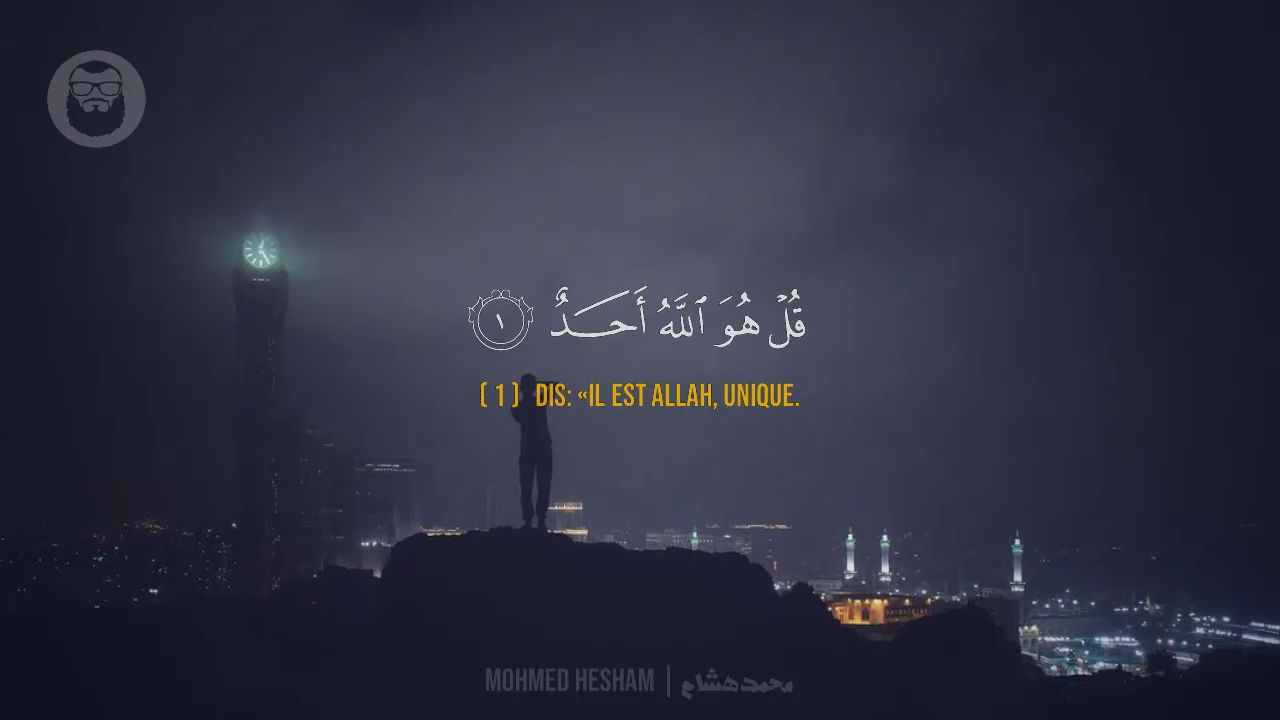 قُلۡ هُوَ ٱللَّهُ أَحَدٌ ١
( 1 ) DIS: «IL EST ALLAH, UNIQUE.
MOHMED HESHAM | محمد هشام